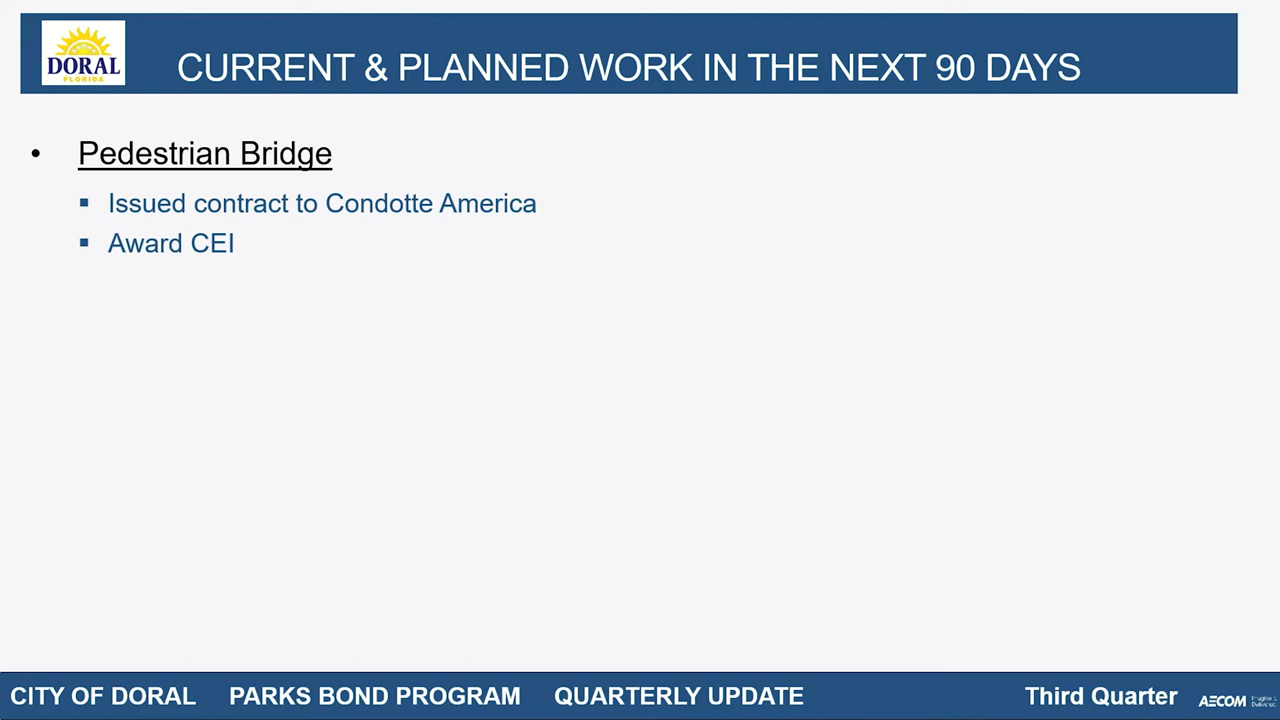 DORAL
FLORIDA
CURRENT & PLANNED WORK IN THE NEXT 90 DAYS
• Pedestrian Bridge
▪ Issued contract to Condotte America
▪ Award CEI
CITY OF DORAL PARKS BOND PROGRAM QUARTERLY UPDATE Third Quarter AECOM